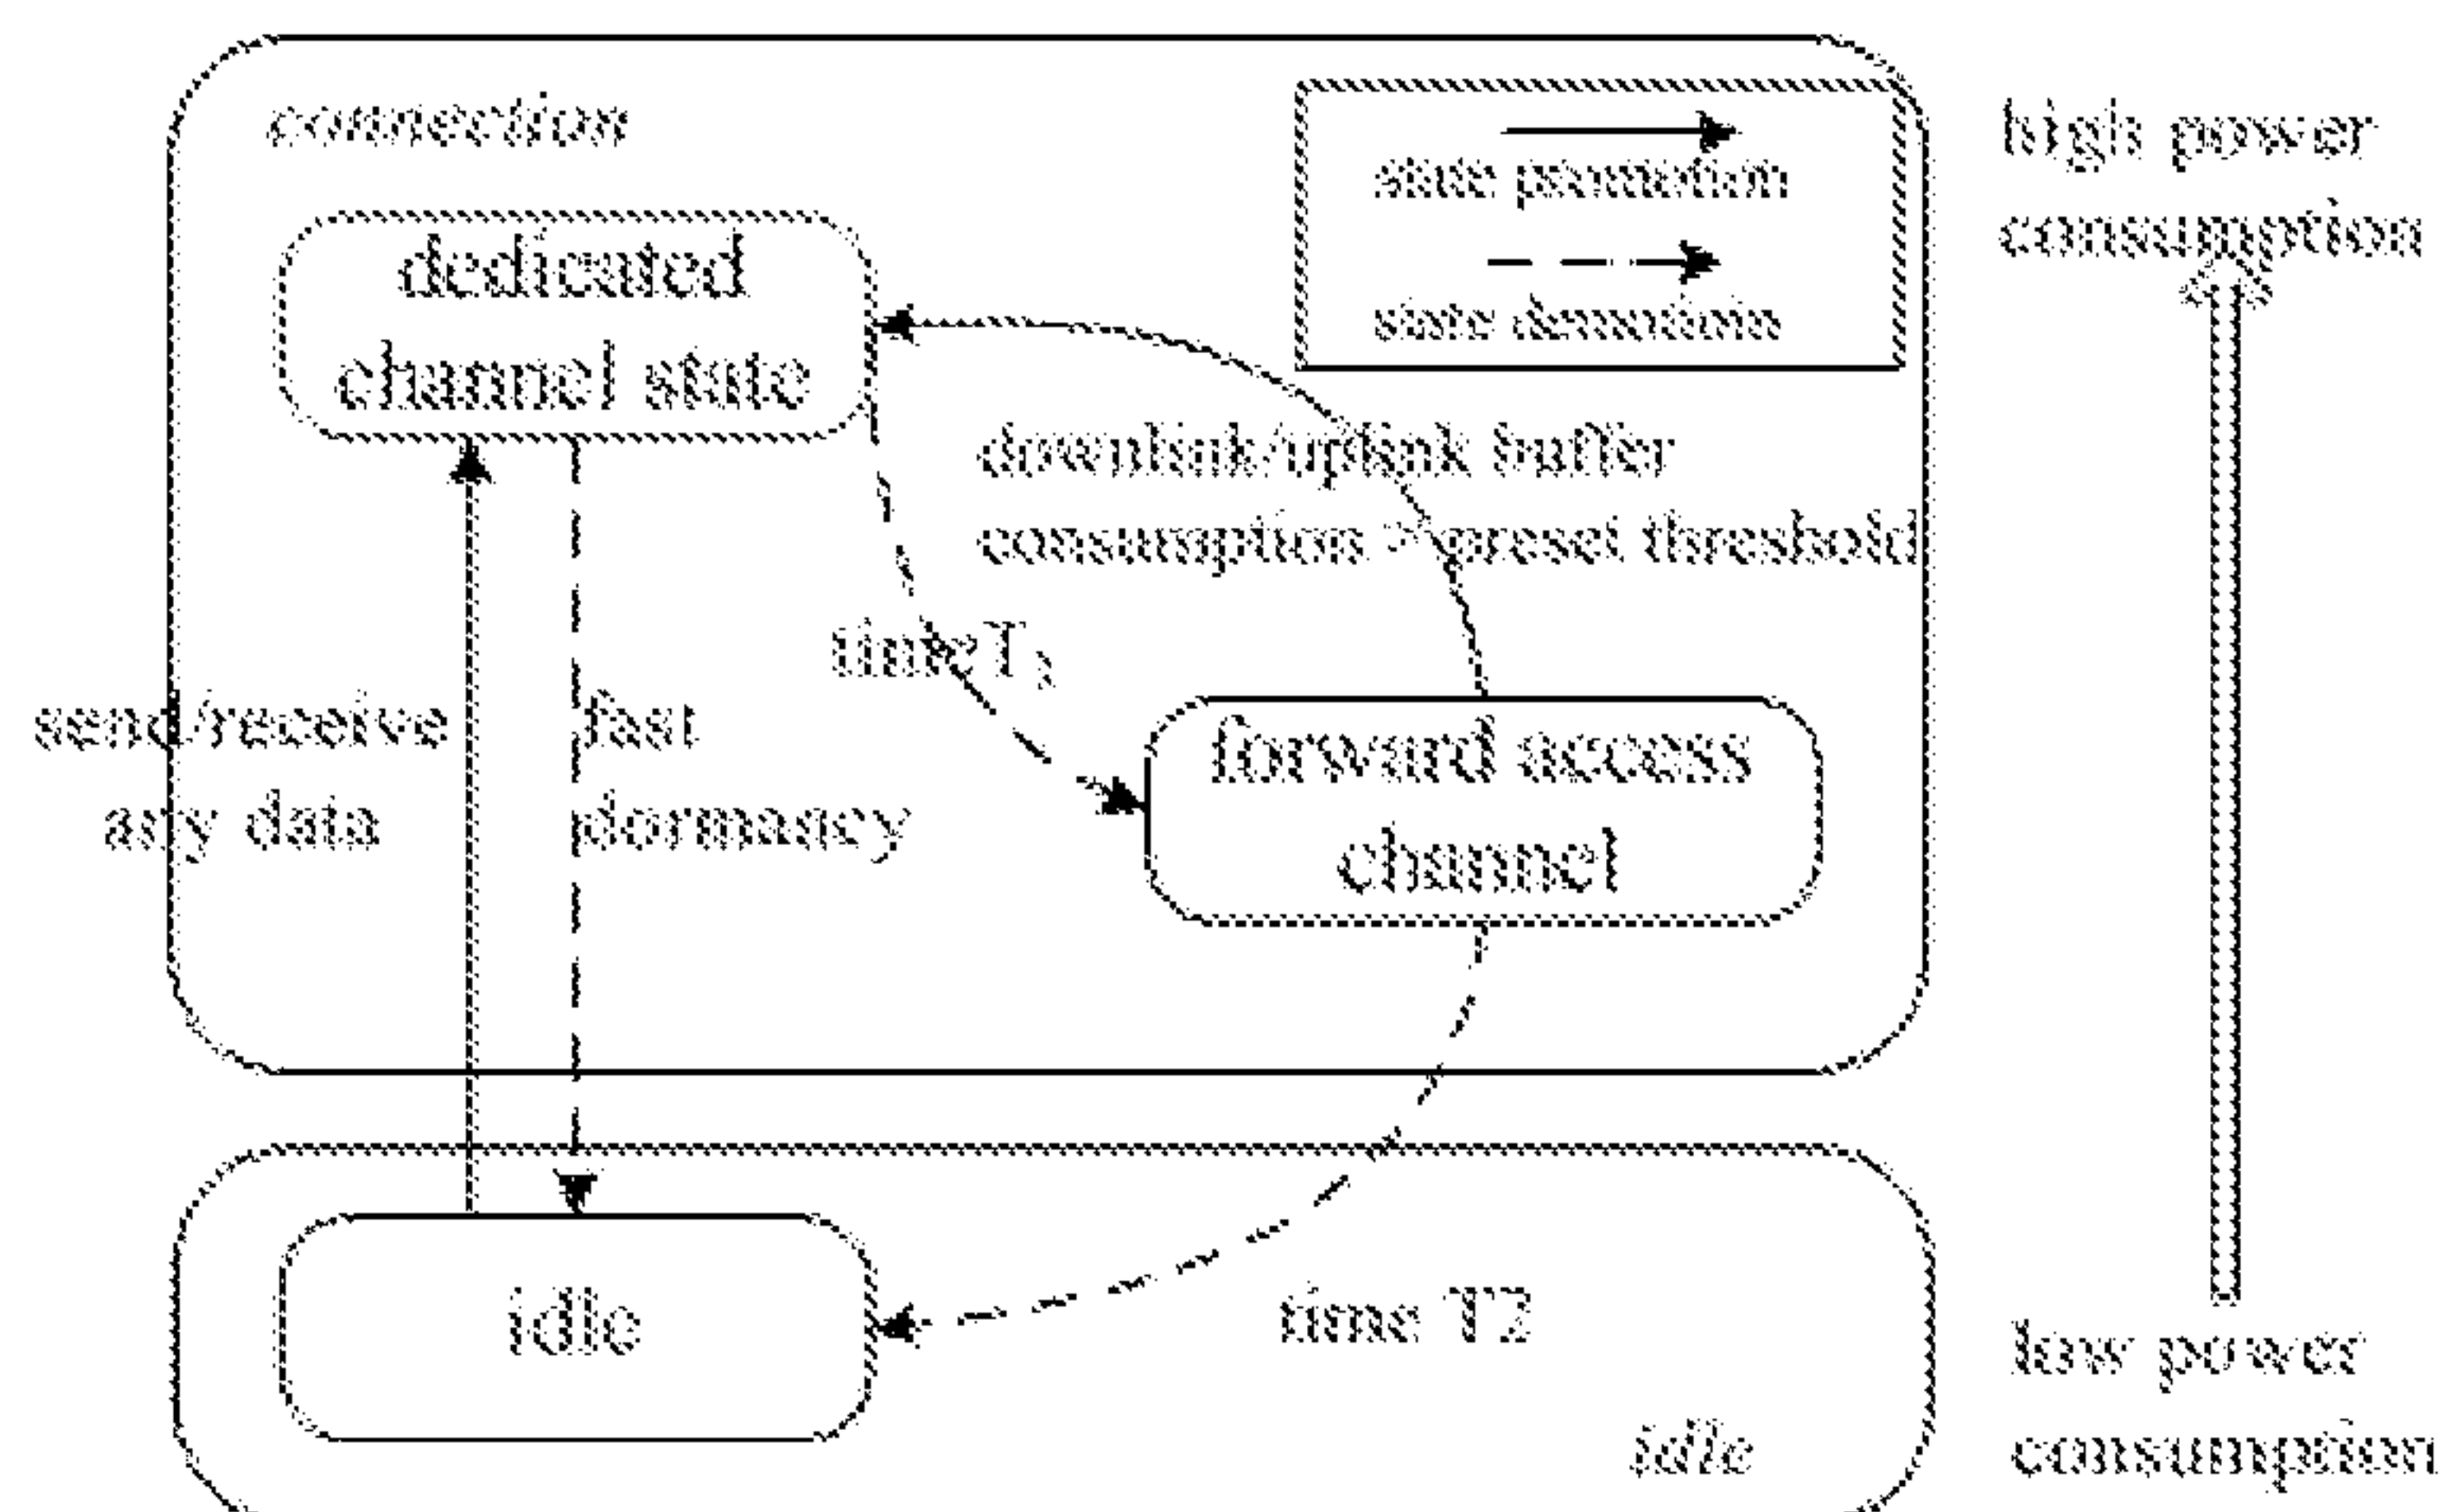 connection
state promotion
state demotion
high power
consumption
dedicated
channel state
downlink/uplink buffer
consumption > preset threshold
time T1
send/receive
any data
fast
dormancy
forward access
channel
idle
time T2
idle
low power
consumption